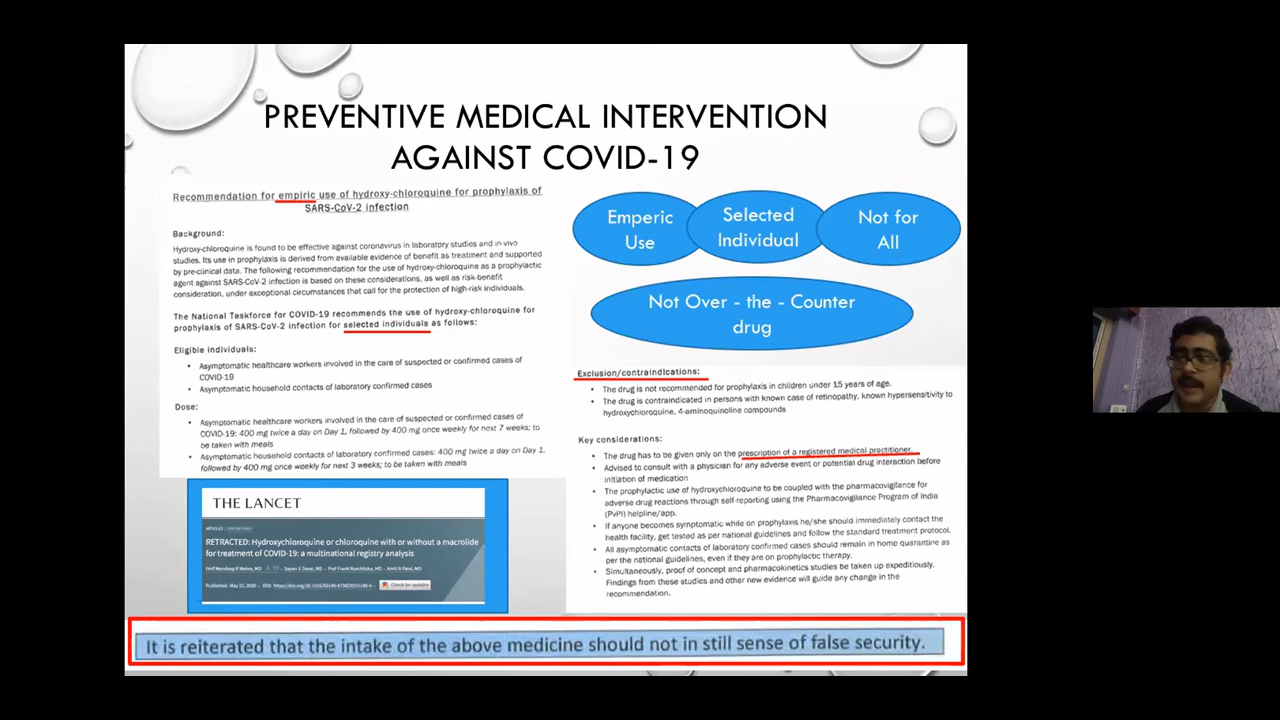 PREVENTIVE MEDICAL INTERVENTION
AGAINST COVID-19
Recommendation for empiric use of hydroxy-chloroquine for prophylaxis of
SARS-CoV-2 infection
Background:
Hydroxy-chloroquine is found to be effective against coronavirus in laboratory studies and in-vivo
studies. Its use in prophylaxis is derived from available evidence of benefit as treatment and supported
by pre-clinical data. The following recommendation for the use of hydroxy-chloroquine as a prophylactic
agent against SARS-CoV-2 infection is based on these considerations, as well as risk-benefit
consideration, under exceptional circumstances that call for the protection of high-risk individuals.
The National Taskforce for COVID-19 recommends the use of hydroxy-chloroquine for
prophylaxis of SARS-CoV-2 infection for selected individuals as follows:
Eligible individuals:
• Asymptomatic healthcare workers involved in the care of suspected or confirmed cases of
COVID-19
• Asymptomatic household contacts of laboratory confirmed cases
Dose:
• Asymptomatic healthcare workers involved in the care of suspected or confirmed cases of
COVID-19: 400 mg twice a day on Day 1, followed by 400 mg once weekly for next 7 weeks; to
be taken with meals
• Asymptomatic household contacts of laboratory confirmed cases: 400 mg twice a day on Day 1,
followed by 400 mg once weekly for next 3 weeks; to be taken with meals
THE LANCET
ARTICLES
RETRACTED: Hydroxychloroquine or chloroquine with or without a macrolide
for treatment of COVID-19: a multinational registry analysis
Published: May 22, 2020
Check for updates
Emperic
Use
Selected
Individual
Not for
All
Not Over - the - Counter
drug
Exclusion/contraindications:
• The drug is not recommended for prophylaxis in children under 15 years of age.
• The drug is contraindicated in persons with known case of retinopathy, known hypersensitivity to
hydroxychloroquine, 4-aminoquinoline compounds
Key considerations:
• The drug has to be given only on the prescription of a registered medical practitioner.
• Advised to consult with a physician for any adverse event or potential drug interaction before
initiation of medication
• The prophylactic use of hydroxychloroquine to be coupled with the pharmacovigilance for
adverse drug reactions through self-reporting using the Pharmacovigilance Program of India
(PvPI) helpline/app.
• If anyone becomes symptomatic while on prophylaxis he/she should immediately contact the
health facility, get tested as per national guidelines and follow the standard treatment protocol.
• All asymptomatic contacts of laboratory confirmed cases should remain in home quarantine as
per the national guidelines, even if they are on prophylactic therapy.
• Simultaneously, proof of concept and pharmacokinetics studies be taken up expeditiously.
Findings from these studies and other new evidence will guide any change in the
recommendation.
It is reiterated that the intake of the above medicine should not in still sense of false security.